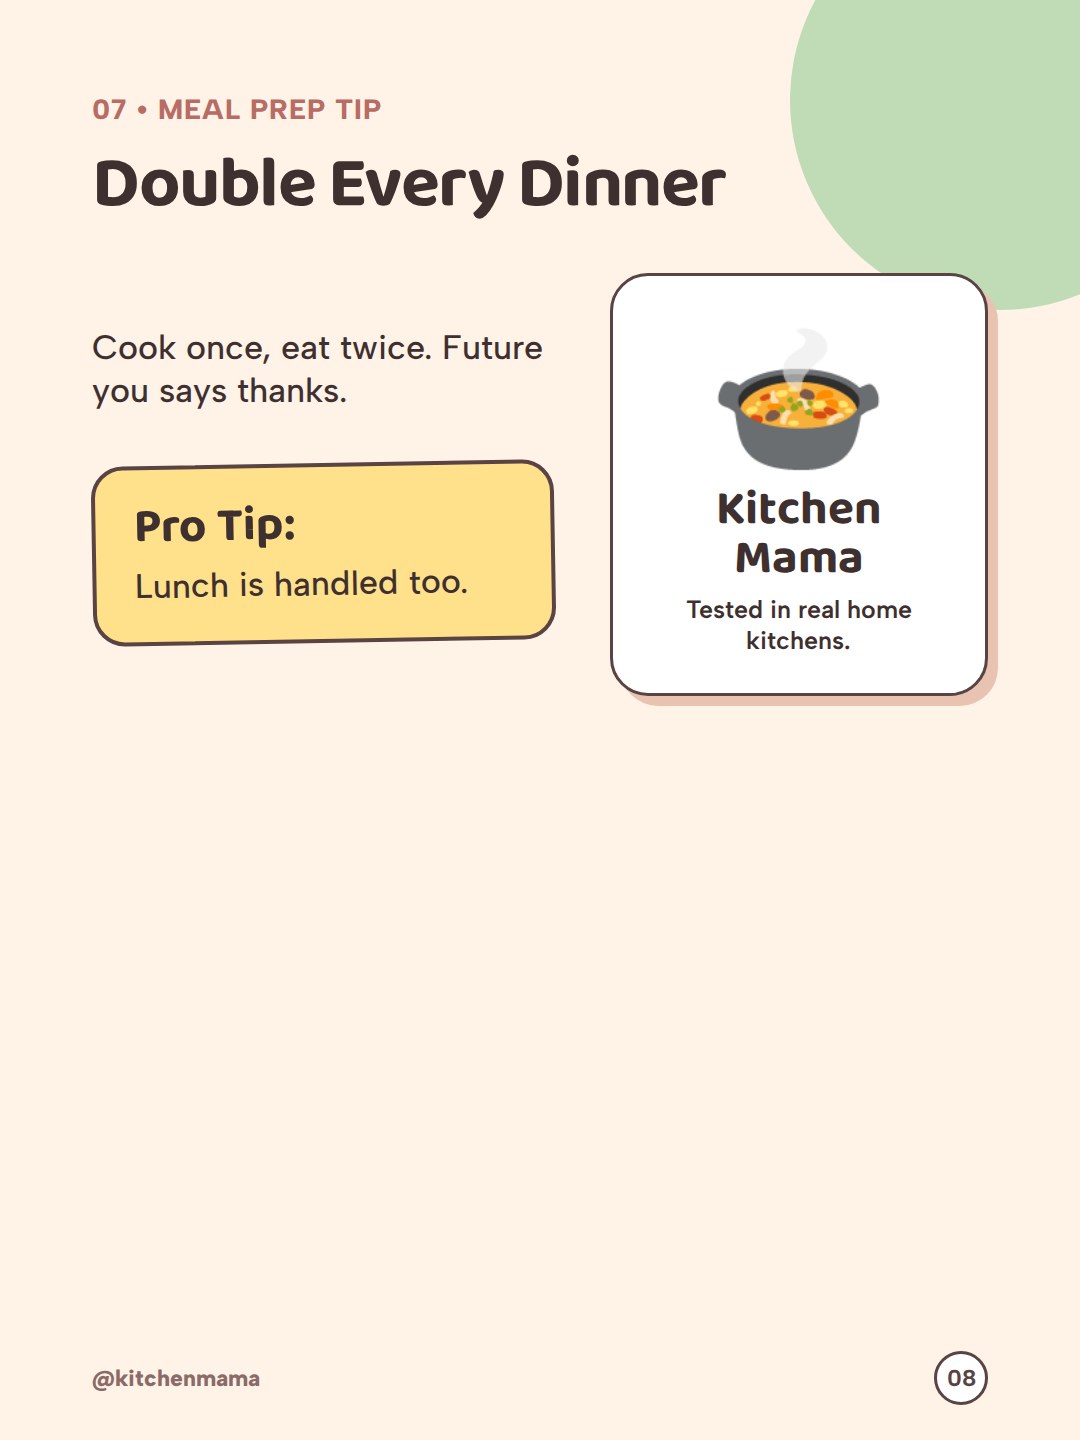 07 • MEAL PREP TIP
Double Every Dinner
Cook once, eat twice. Future
you says thanks.
Pro Tip:
Lunch is handled too.
Kitchen
Mama
Tested in real home
kitchens.
@kitchenmama
08